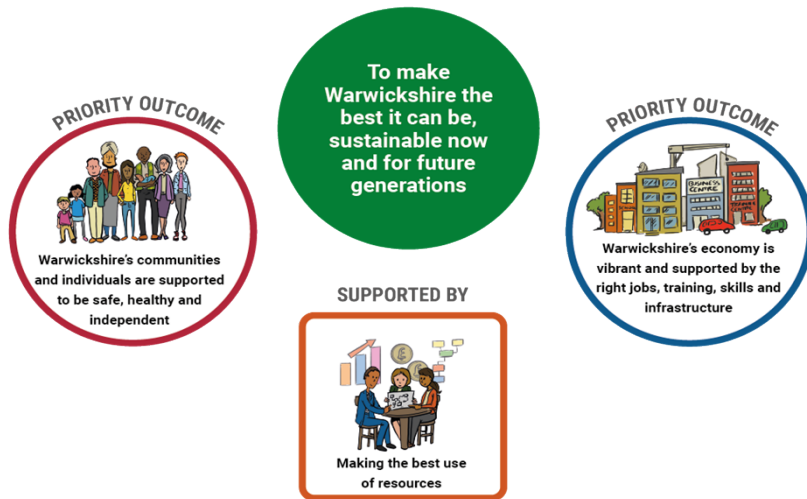 To make
Warwickshire the
best it can be,
sustainable now
and for future
generations
PRIORITY OUTCOME
Warwickshire's communities
and individuals are supported
to be safe, healthy and
independent
PRIORITY OUTCOME
BUSINESS
CENTRE
Warwickshire's economy is
vibrant and supported by the
right jobs, training, skills and
infrastructure
SUPPORTED BY
££
Making the best use
of resources